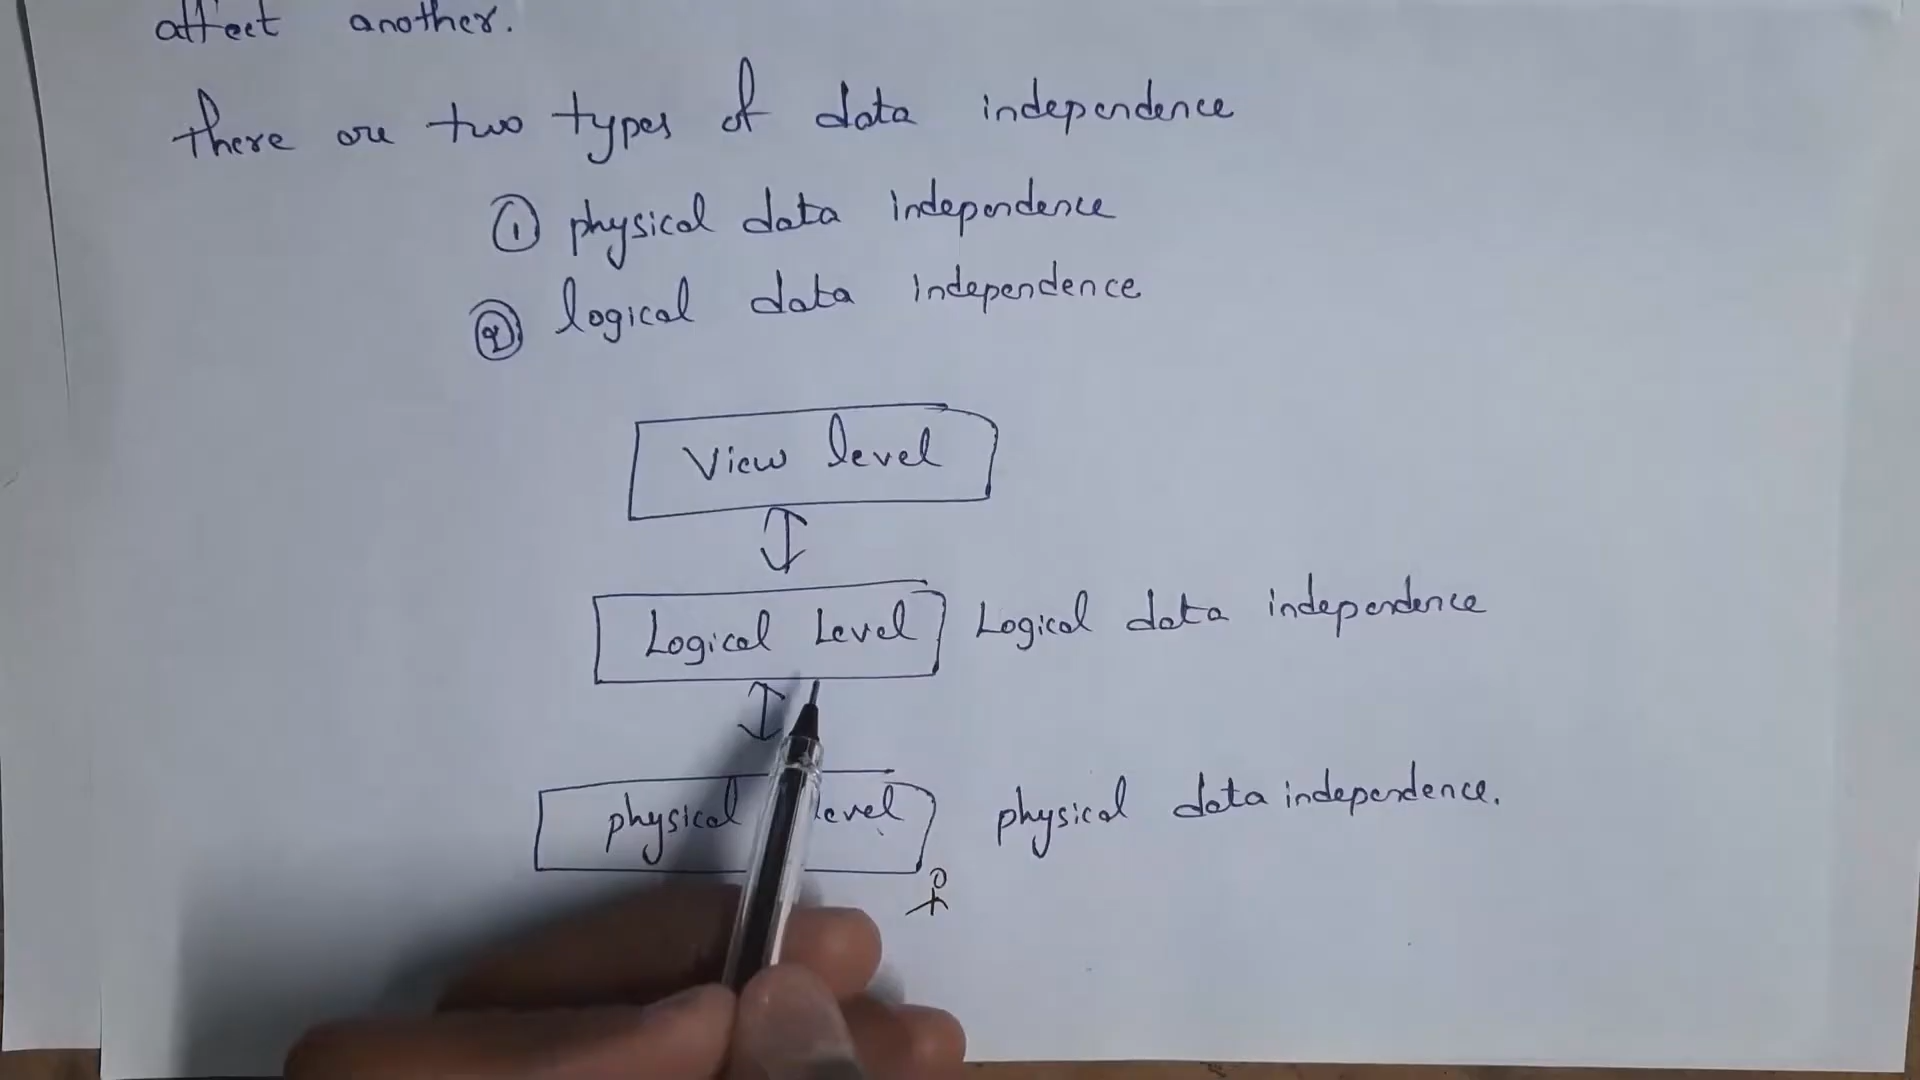 affect another.
There are two types of data independence
① physical data independence
② logical data independence
View level
Logical Level Logical data independence
physical level physical data independence.